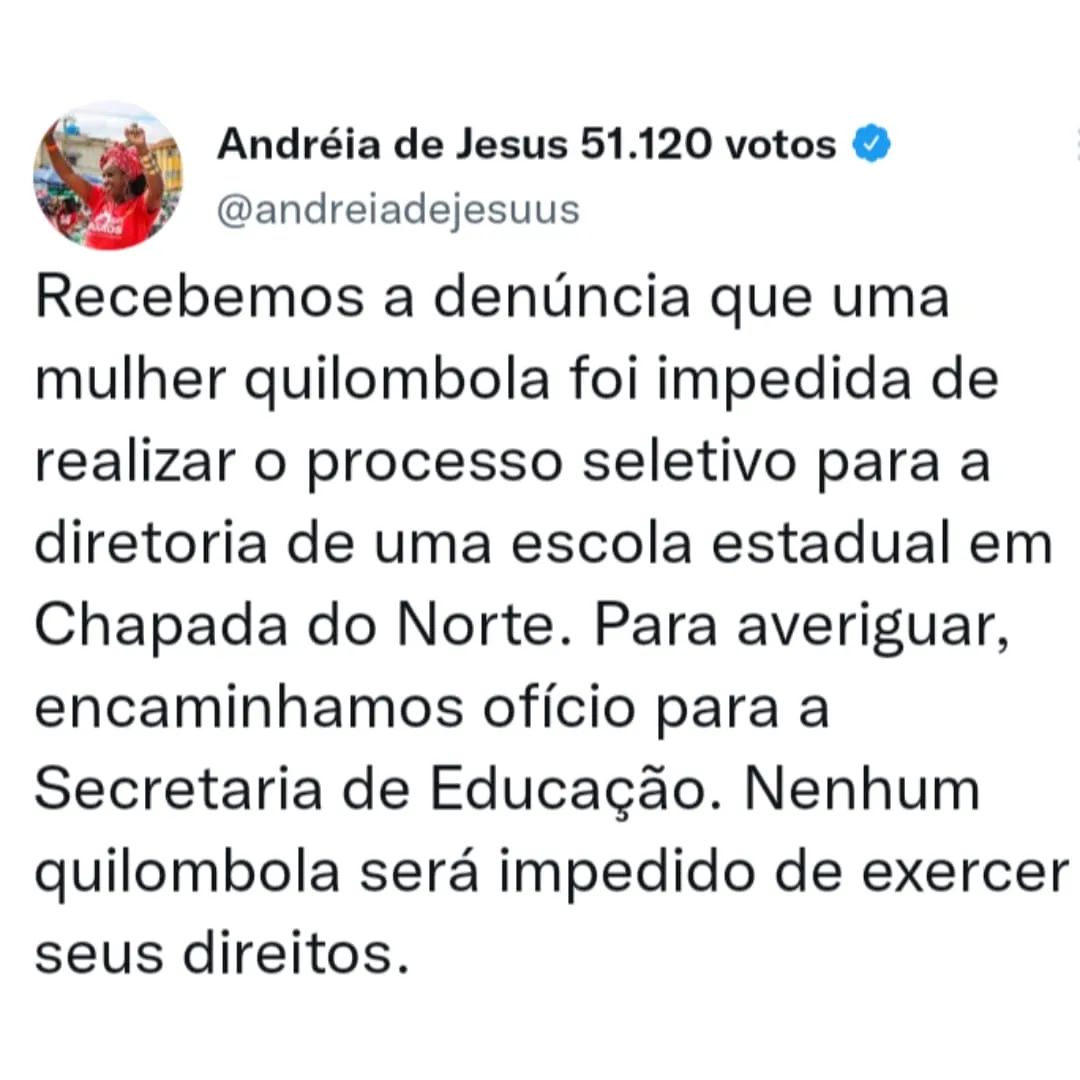 Andréia de Jesus 51.120 votos
@andreiadejesuus
Recebemos a denúncia que uma
mulher quilombola foi impedida de
realizar o processo seletivo para a
diretoria de uma escola estadual em
Chapada do Norte. Para averiguar,
encaminhamos ofício para a
Secretaria de Educação. Nenhum
quilombola será impedido de exercer
seus direitos.